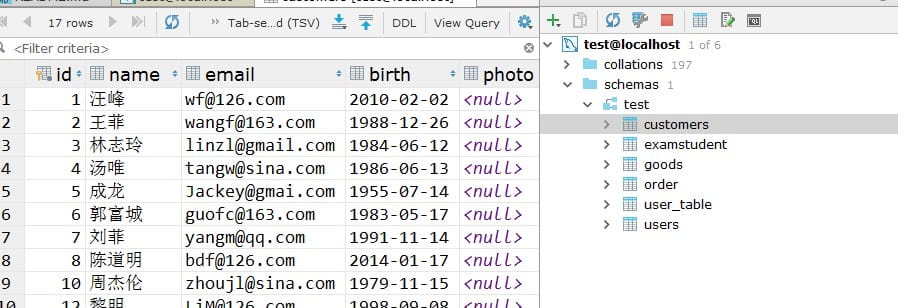 17 rows Tab-se...d (TSV) DDL View Query
<Filter criteria>
id name email birth photo
1 1 汪峰 wf@126.com 2010-02-02 <null>
2 2 王菲 wangf@163.com 1988-12-26 <null>
3 3 林志玲 linzl@gmail.com 1984-06-12 <null>
4 4 汤唯 tangw@sina.com 1986-06-13 <null>
5 5 成龙 Jackey@gmai.com 1955-07-14 <null>
6 6 郭富城 guofc@163.com 1983-05-17 <null>
7 7 刘菲 yangm@qq.com 1991-11-14 <null>
8 8 陈道明 bdf@126.com 2014-01-17 <null>
9 10 周杰伦 zhoujl@sina.com 1979-11-15 <null>
10 12 黎明 LiM@126.com 1998-09-08 <null>
test@localhost 1 of 6
collations 197
schemas 1
test
customers
examstudent
goods
order
user_table
users